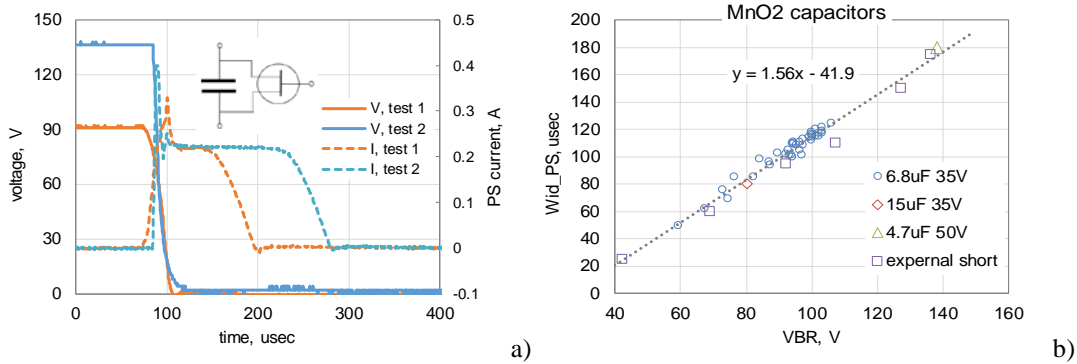 voltage, V
150
120
90
60
30
0
0.5
0.4
0.3
0.2
0.1
0
-0.1
PS current, A
V, test 1
V, test 2
I, test 1
I, test 2
0 100 200 300 400
time, usec
a)
MnO2 capacitors
Wid_PS, usec
200
180
160
140
120
100
80
60
40
20
0
y = 1.56x - 41.9
6.8uF 35V
15uF 35V
4.7uF 50V
expernal short
40 60 80 100 120 140 160
VBR, V
b)